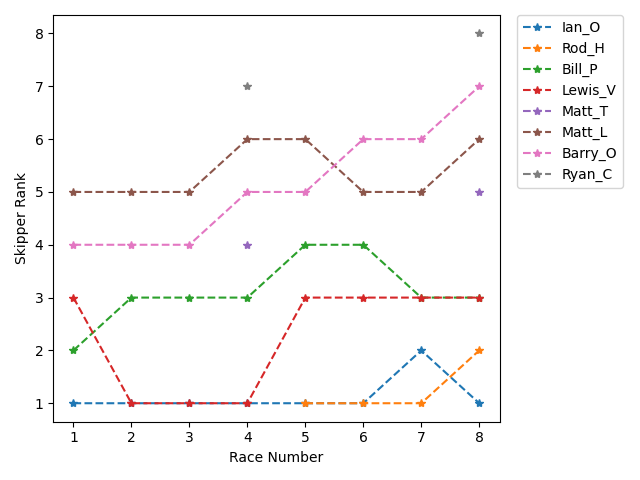 8
7
6
5
4
3
2
1
Skipper Rank
1 2 3 4 5 6 7 8
Race Number
Ian_O
Rod_H
Bill_P
Lewis_V
Matt_T
Matt_L
Barry_O
Ryan_C